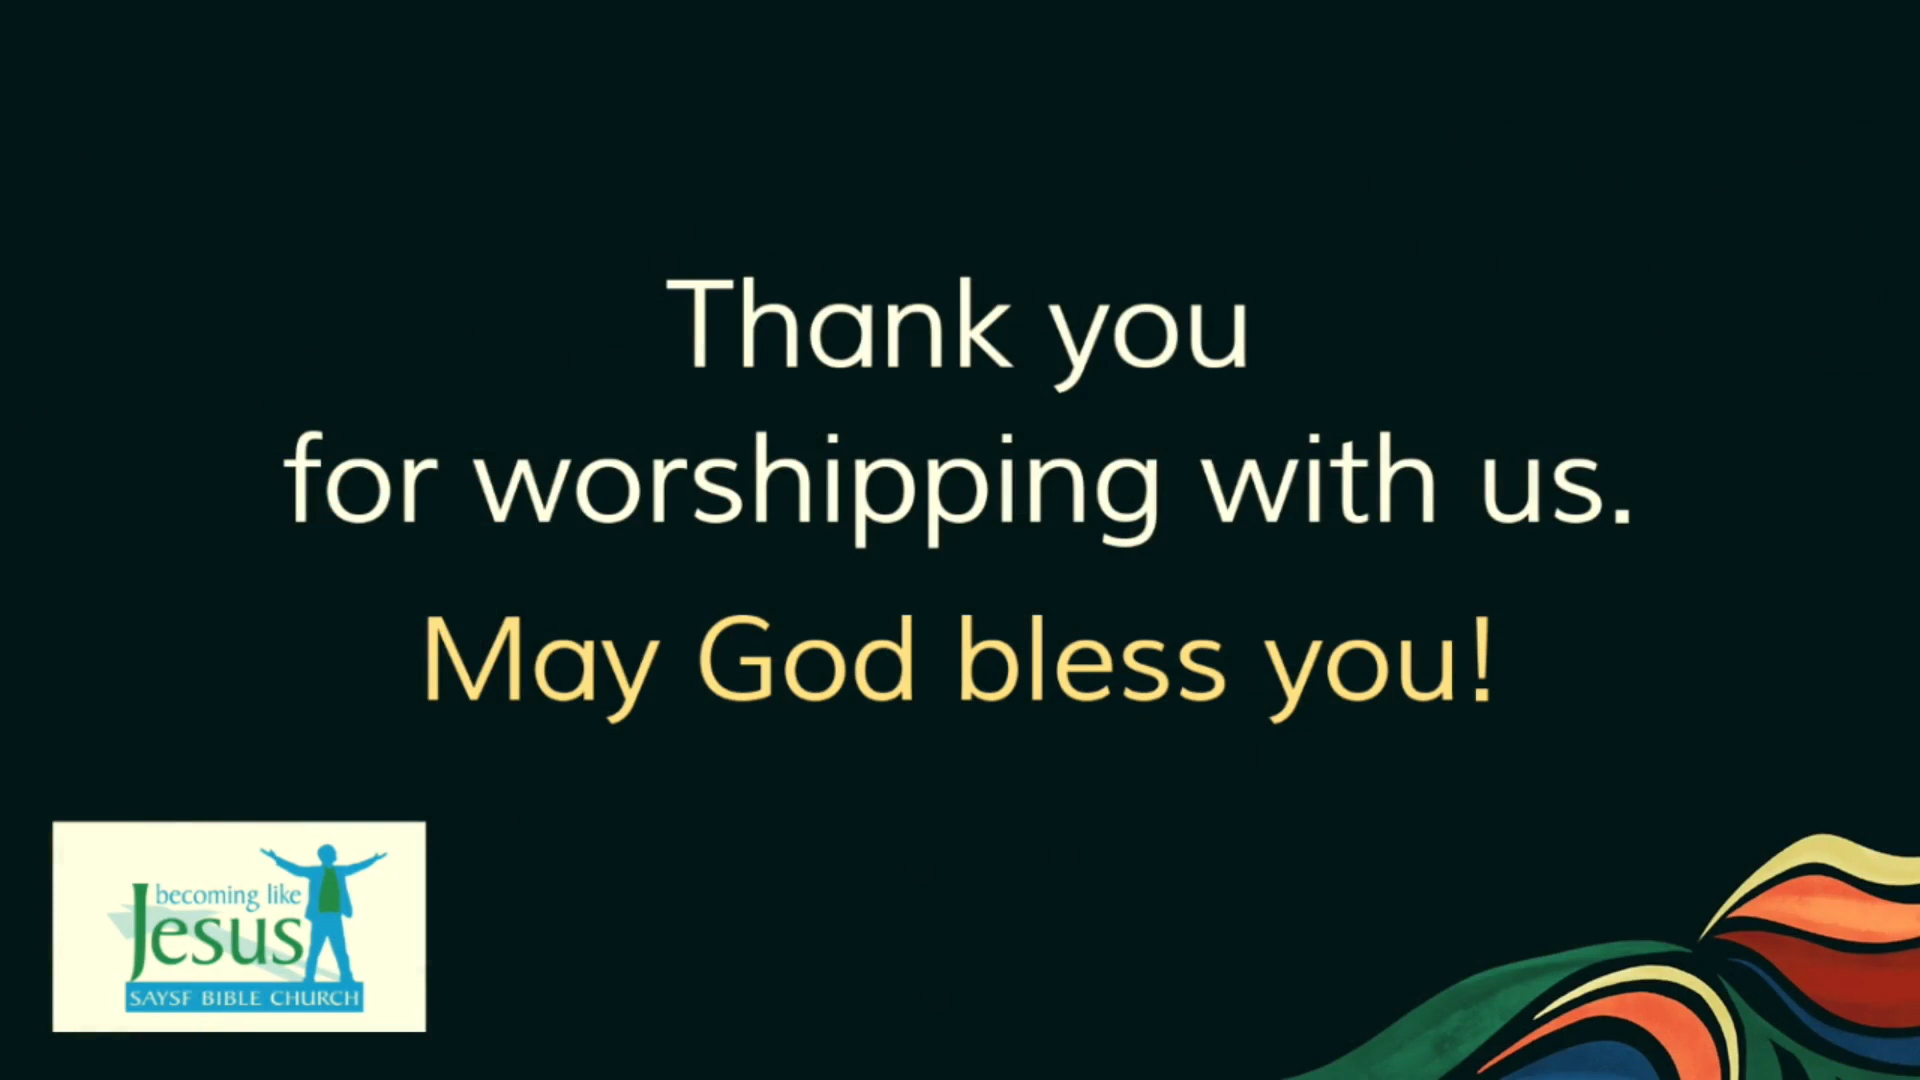 Thank you
for worshipping with us.
May God bless you!
becoming like
Jesus
SAYSF BIBLE CHURCH